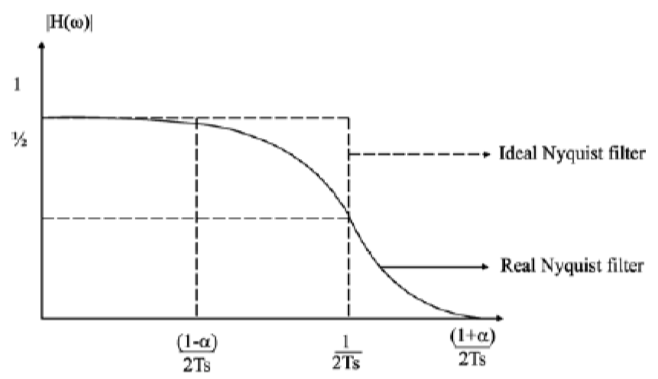 |H(ω)|
1
½
Ideal Nyquist filter
Real Nyquist filter
(1-α)
2Ts
1
2Ts
(1+α)
2Ts